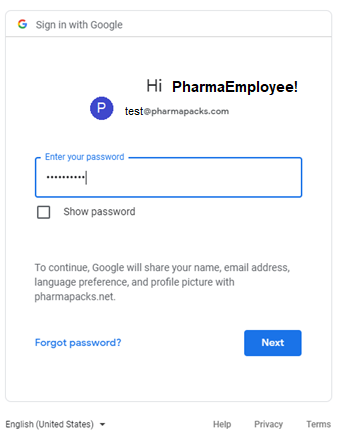 Sign in with Google
Hi PharmaEmployee!
P
test@pharmapacks.com
Enter your password
••••••••••
Show password
To continue, Google will share your name, email address,
language preference, and profile picture with
pharmapacks.net.
Forgot password?
Next
English (United States)
Help
Privacy
Terms